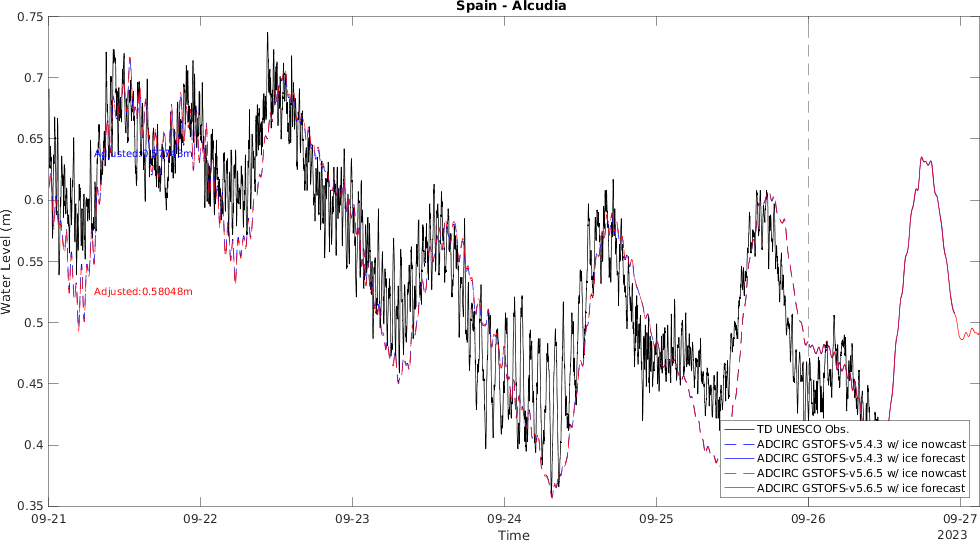 Spain - Alcudia
0.75
0.7
0.65
0.6
0.55
0.5
0.45
0.4
0.35
Water Level (m)
Adjusted:0.58048m
TD UNESCO Obs.
ADCIRC GSTOFS-v5.4.3 w/ ice nowcast
ADCIRC GSTOFS-v5.4.3 w/ ice forecast
ADCIRC GSTOFS-v5.6.5 w/ ice nowcast
ADCIRC GSTOFS-v5.6.5 w/ ice forecast
09-21 09-22 09-23 09-24 09-25 09-26 09-27
Time
2023